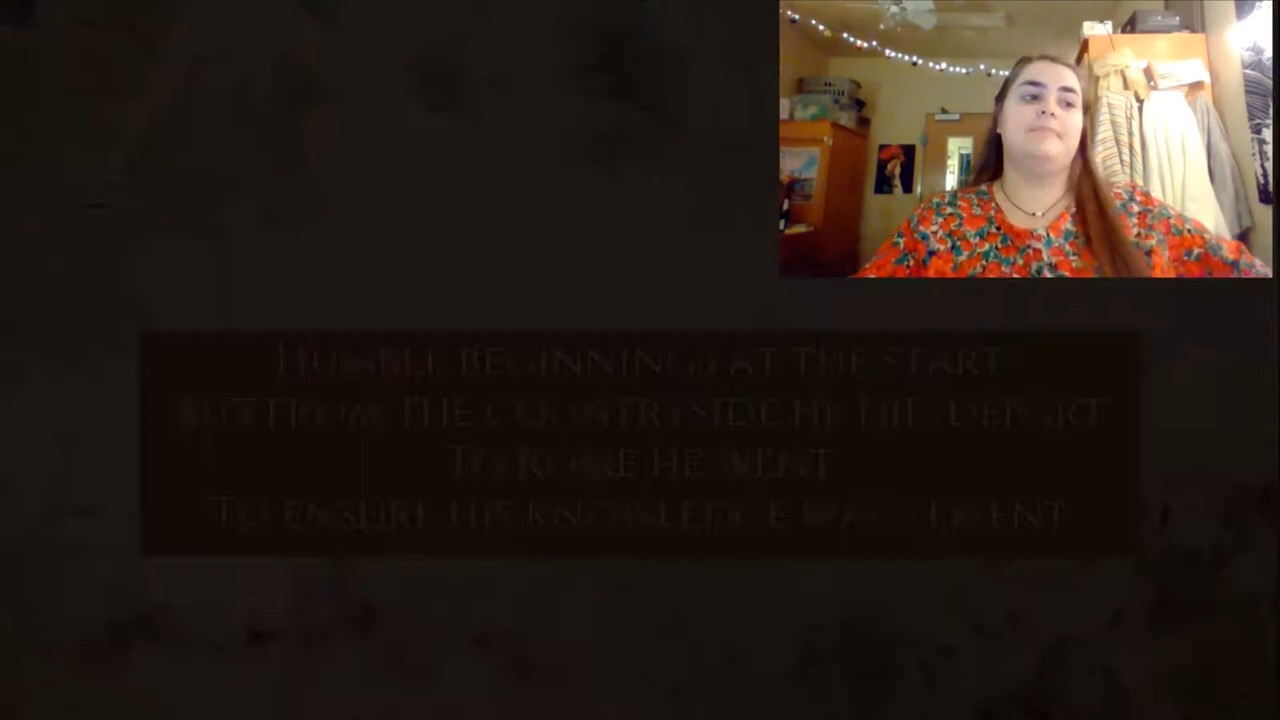 HUMBLE BEGINNINGS AT THE START
BUT FROM THE COUNTRYSIDE HE HIT DEPART
TO ROME HE WENT
TO ENSURE HIS KNOWLEDGE WAS